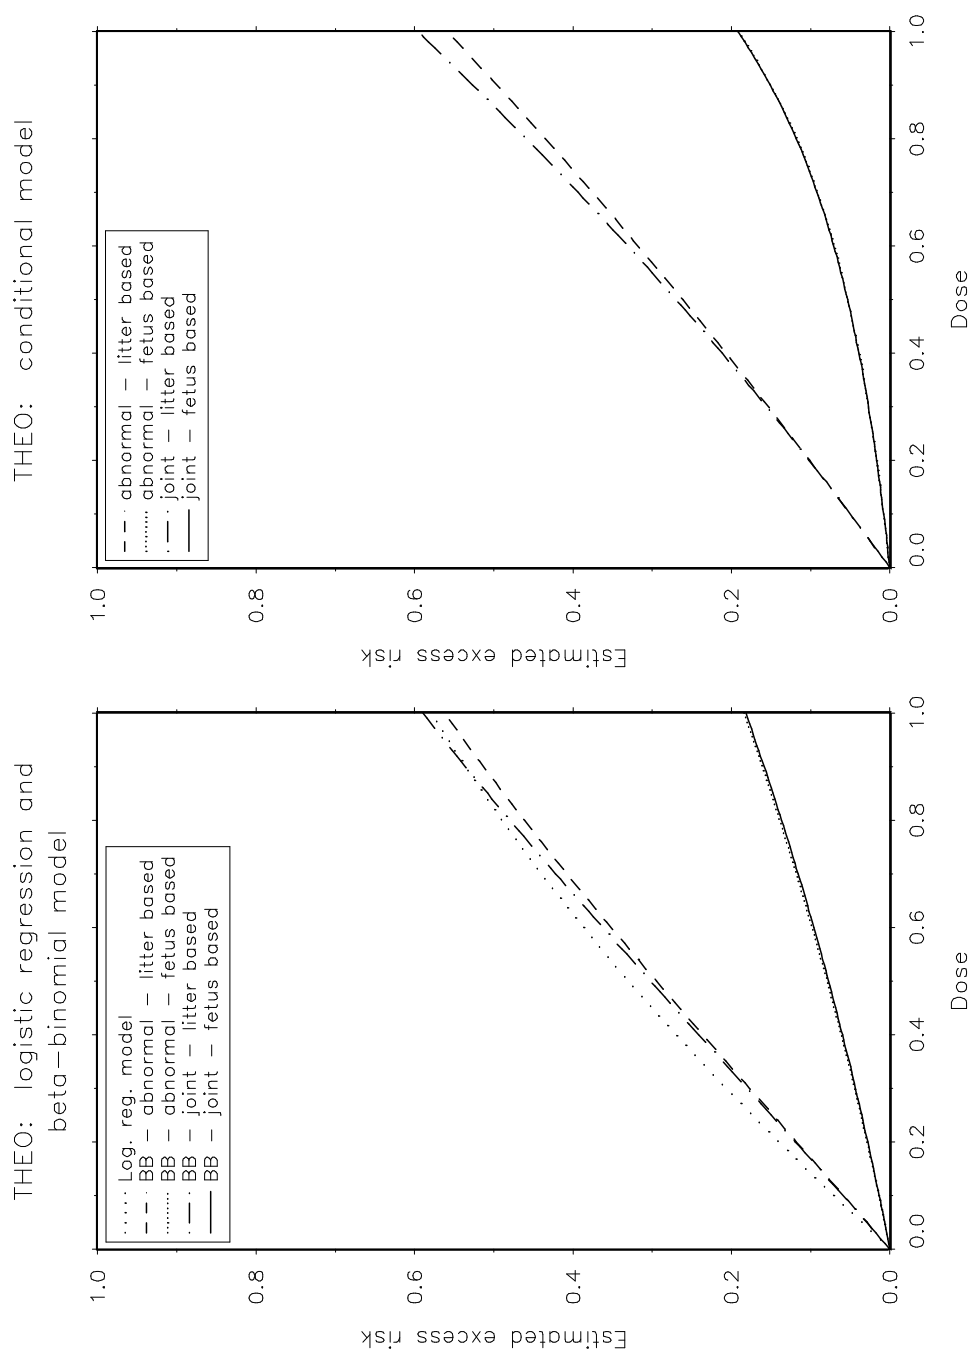 THEO: logistic regression and
beta-binomial model
Log. reg. model
BB - abnormal - litter based
BB - abnormal - fetus based
BB - joint - litter based
BB - joint - fetus based
Estimated excess risk
1.0
0.8
0.6
0.4
0.2
0.0
0.0 0.2 0.4 0.6 0.8 1.0
Dose
THEO: conditional model
abnormal - litter based
abnormal - fetus based
joint - litter based
joint - fetus based
Estimated excess risk
1.0
0.8
0.6
0.4
0.2
0.0
0.0 0.2 0.4 0.6 0.8 1.0
Dose